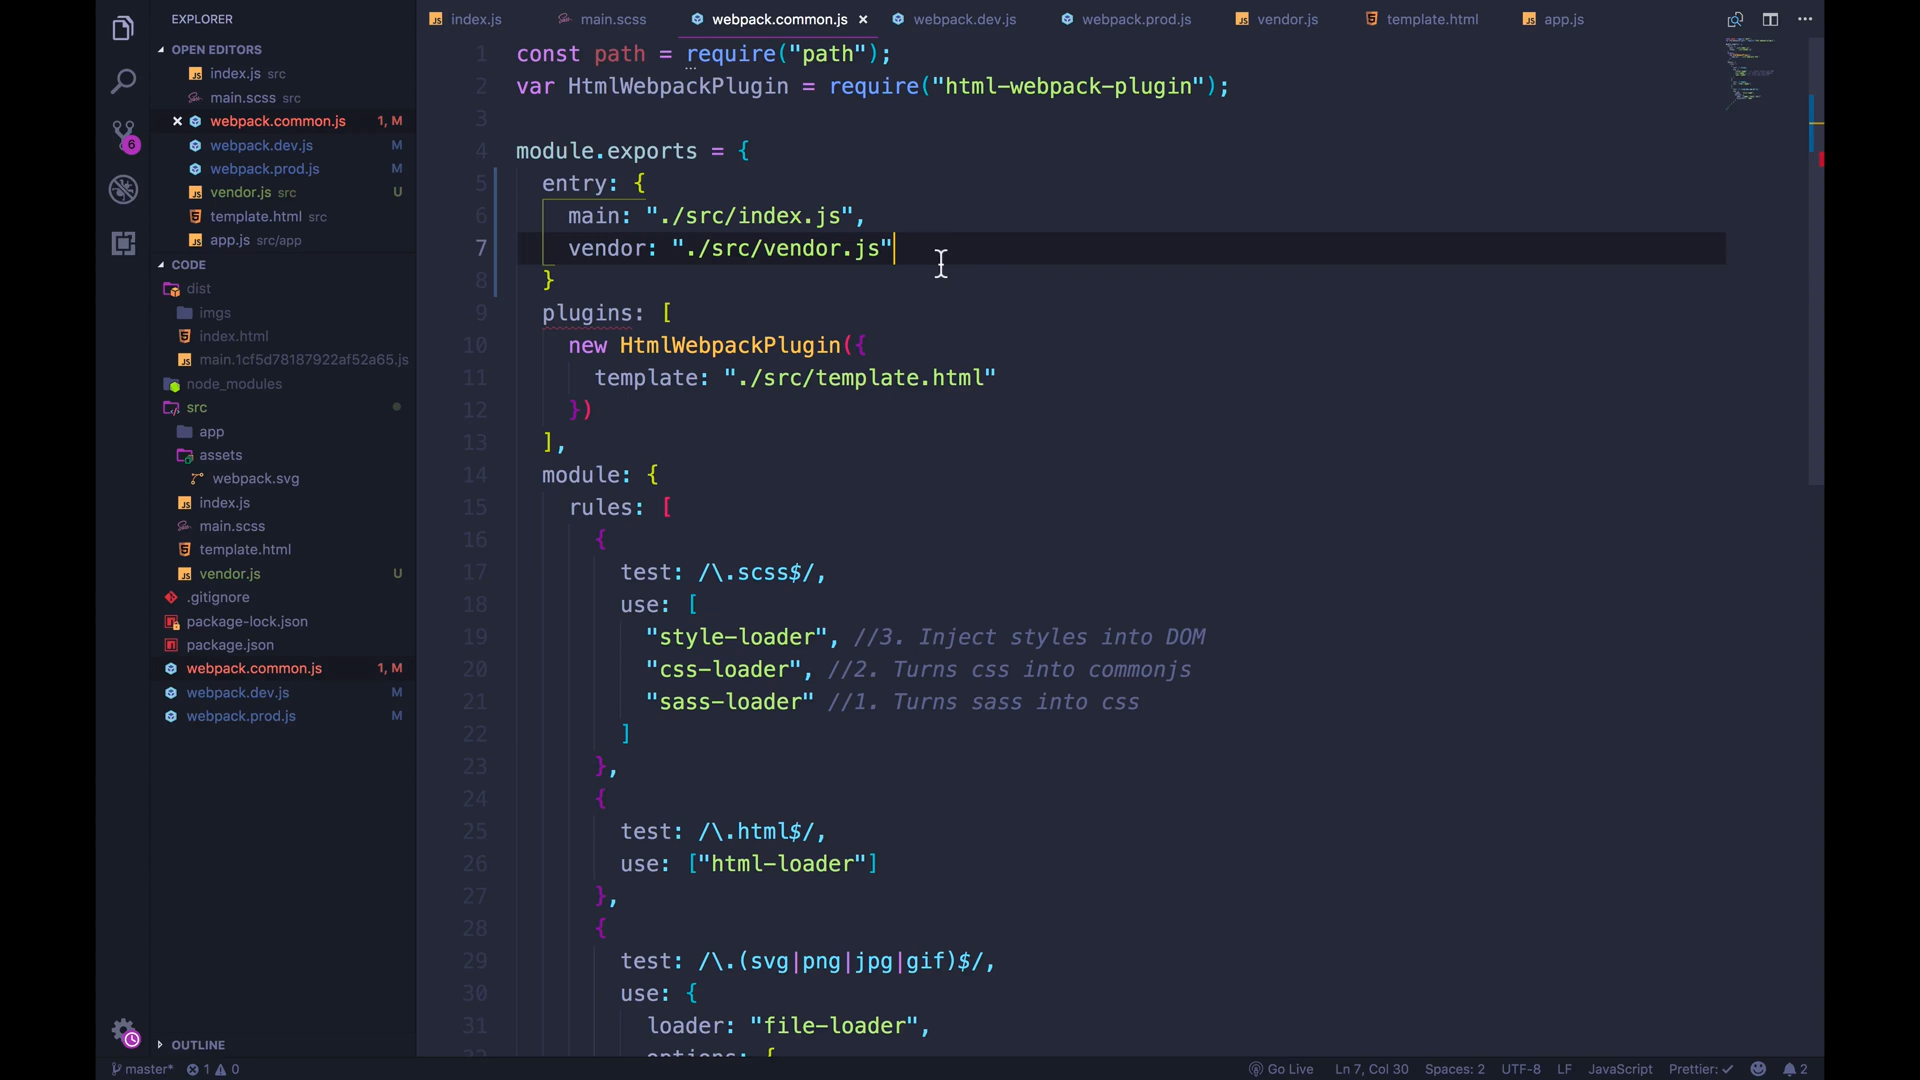 EXPLORER
OPEN EDITORS
index.js src
main.scss src
webpack.common.js 1, M
webpack.dev.js M
webpack.prod.js M
vendor.js src U
template.html src
app.js src/app
CODE
dist
imgs
index.html
main.1cf5d78187922af52a65.js
node_modules
src
app
assets
webpack.svg
index.js
main.scss
template.html
vendor.js U
.gitignore
package-lock.json
package.json
webpack.common.js 1, M
webpack.dev.js M
webpack.prod.js M
OUTLINE
6
index.js main.scss webpack.common.js webpack.dev.js webpack.prod.js vendor.js template.html app.js
1 const path = require("path");
2 var HtmlWebpackPlugin = require("html-webpack-plugin");
3
4 module.exports = {
5 entry: {
6 main: "./src/index.js",
7 vendor: "./src/vendor.js"
8 }
9 plugins: [
10 new HtmlWebpackPlugin({
11 template: "./src/template.html"
12 })
13 ],
14 module: {
15 rules: [
16 {
17 test: /\.scss$/,
18 use: [
19 "style-loader", //3. Inject styles into DOM
20 "css-loader", //2. Turns css into commonjs
21 "sass-loader" //1. Turns sass into css
22 ]
23 },
24 {
25 test: /\.html$/,
26 use: ["html-loader"]
27 },
28 {
29 test: /\.(svg|png|jpg|gif)$/,
30 use: {
31 loader: "file-loader",
options: {
master* 1 0 Go Live Ln 7, Col 30 Spaces: 2 UTF-8 LF JavaScript Prettier: ✓ 2